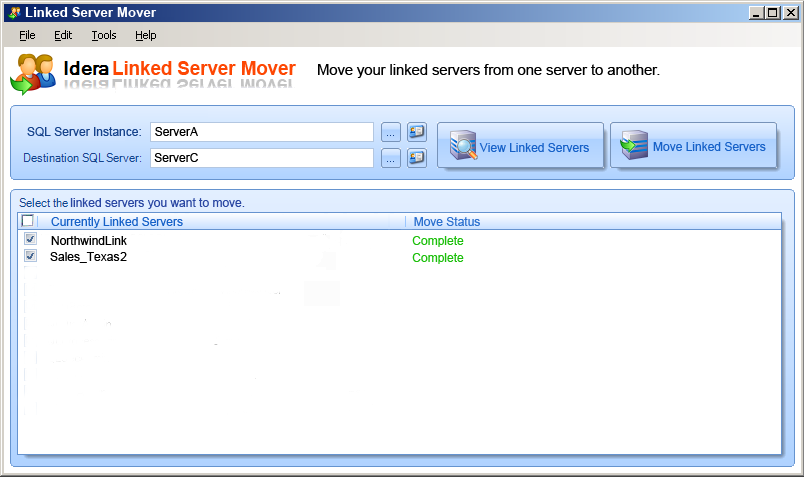 Linked Server Mover
File Edit Tools Help
Idera Linked Server Mover Move your linked servers from one server to another.
SQL Server Instance: ServerA ...
Destination SQL Server: ServerC ...
View Linked Servers Move Linked Servers
Select the linked servers you want to move.
Currently Linked Servers Move Status
NorthwindLink Complete
Sales_Texas2 Complete